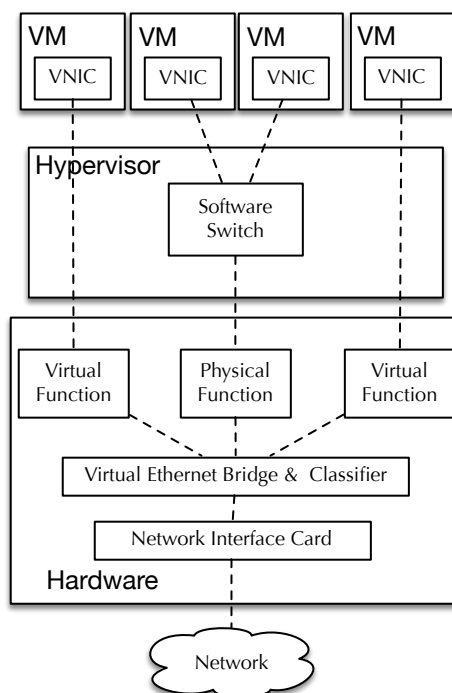 VM
VM
VM
VM
VNIC
VNIC
VNIC
VNIC
Hypervisor
Software
Switch
Virtual
Function
Physical
Function
Virtual
Function
Virtual Ethernet Bridge & Classifier
Network Interface Card
Hardware
Network